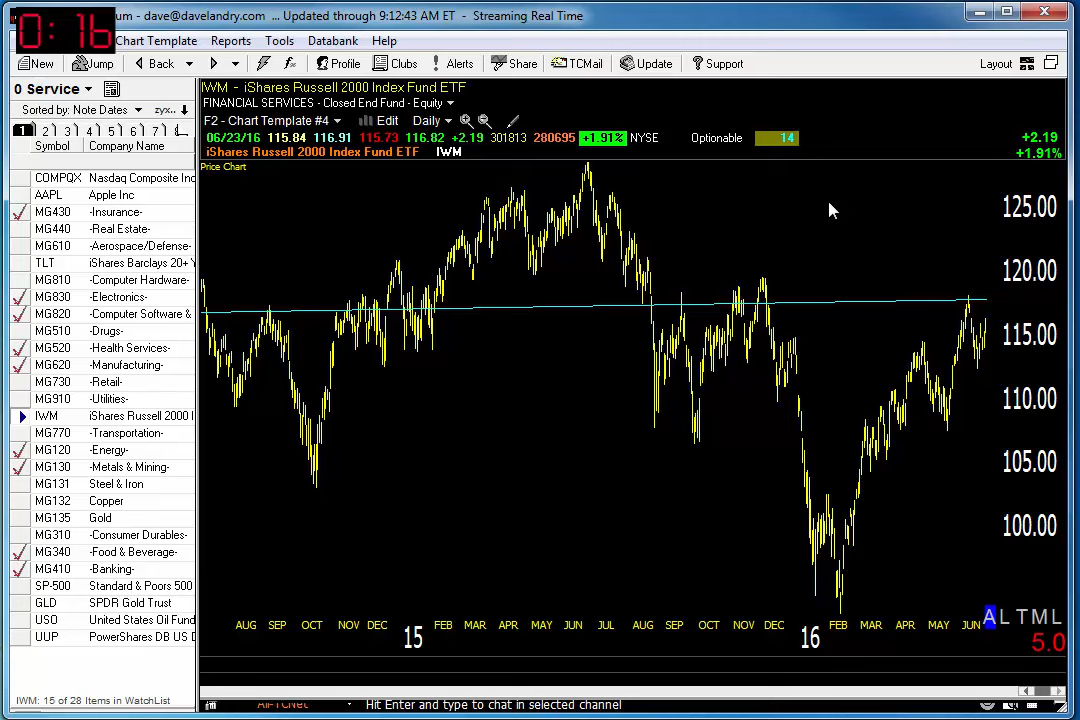 um - dave@davelandry.com ... Updated through 9:12:43 AM ET - Streaming Real Time
0:16
Chart Template Reports Tools Databank Help
New Jump Back Profile Clubs Alerts Share TCMail Update Support Layout
0 Service
Sorted by: Note Dates zyx..
1 2 3 4 5 6 7
Symbol Company Name
COMPQX Nasdaq Composite Inc
AAPL Apple Inc
MG430 -Insurance-
MG440 -Real Estate-
MG610 -Aerospace/Defense-
TLT iShares Barclays 20+
MG810 -Computer Hardware-
MG830 -Electronics-
MG820 -Computer Software &
MG510 -Drugs-
MG520 -Health Services-
MG620 -Manufacturing-
MG730 -Retail-
MG910 -Utilities-
IWM iShares Russell 2000 I
MG770 -Transportation-
MG120 -Energy-
MG130 -Metals & Mining-
MG131 Steel & Iron
MG132 Copper
MG135 Gold
MG310 -Consumer Durables-
MG340 -Food & Beverage-
MG410 -Banking-
SP-500 Standard & Poors 500
GLD SPDR Gold Trust
USO United States Oil Fund
UUP PowerShares DB US D
IWM: 15 of 28 Items in WatchList
IWM - iShares Russell 2000 Index Fund ETF
FINANCIAL SERVICES - Closed End Fund - Equity
F2 - Chart Template #4 Edit Daily
06/23/16 115.84 116.91 115.73 116.82 +2.19 301813 280695 +1.91% NYSE Optionable 14 +2.19
iShares Russell 2000 Index Fund ETF IWM +1.91%
Price Chart
125.00
120.00
115.00
110.00
105.00
100.00
AUG SEP OCT NOV DEC 15 FEB MAR APR MAY JUN JUL AUG SEP OCT NOV DEC 16 FEB MAR APR MAY JUN
A L T M L
5.0
Hit Enter and type to chat in selected channel